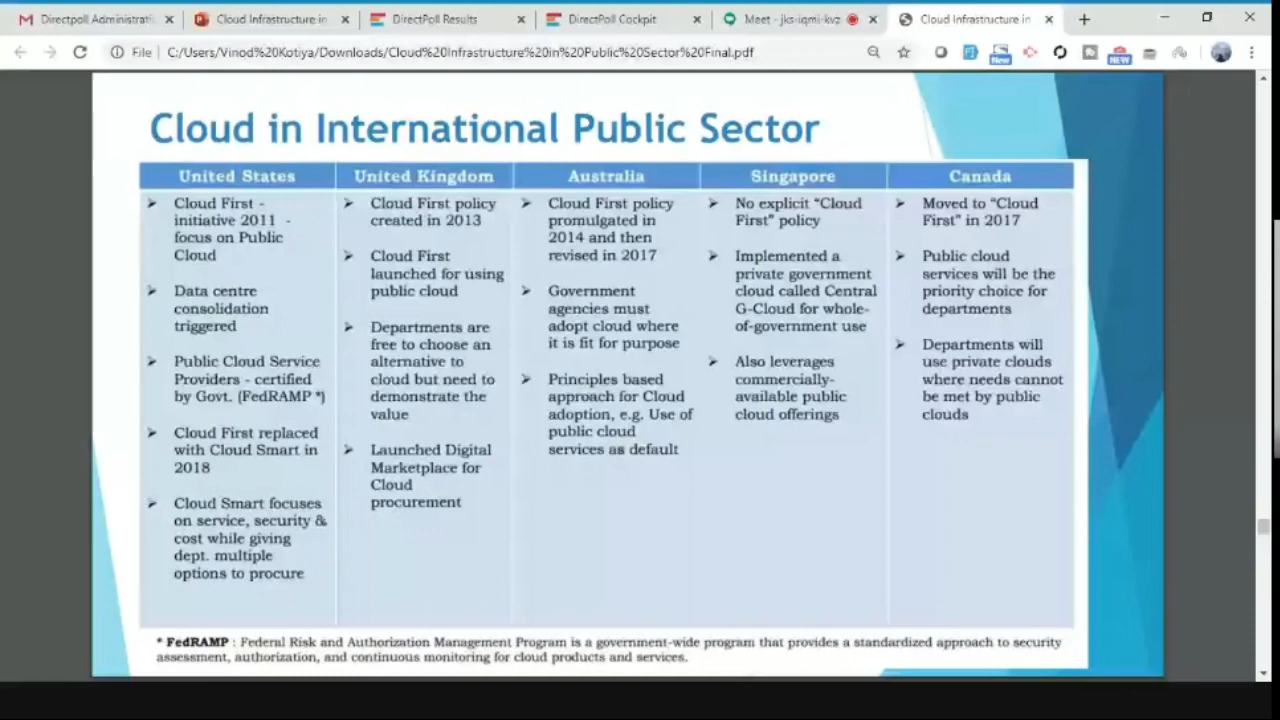 Directpoll Administrati
Cloud Infrastructure in
DirectPoll Results
DirectPoll Cockpit
Meet - jks-iqmi-kvz
Cloud Infrastructure in
File
C:/Users/Vinod%20Kotiya/Downloads/Cloud%20Infrastructure%20in%20Public%20Sector%20Final.pdf
New
NEW
Cloud in International Public Sector
United States
Cloud First -
initiative 2011 -
focus on Public
Cloud
Data centre
consolidation
triggered
Public Cloud Service
Providers - certified
by Govt. (FedRAMP *)
Cloud First replaced
with Cloud Smart in
2018
Cloud Smart focuses
on service, security &
cost while giving
dept. multiple
options to procure
United Kingdom
Cloud First policy
created in 2013
Cloud First
launched for using
public cloud
Departments are
free to choose an
alternative to
cloud but need to
demonstrate the
value
Launched Digital
Marketplace for
Cloud
procurement
Australia
Cloud First policy
promulgated in
2014 and then
revised in 2017
Government
agencies must
adopt cloud where
it is fit for purpose
Principles based
approach for Cloud
adoption, e.g. Use of
public cloud
services as default
Singapore
No explicit “Cloud
First” policy
Implemented a
private government
cloud called Central
G-Cloud for whole-
of-government use
Also leverages
commercially-
available public
cloud offerings
Canada
Moved to “Cloud
First” in 2017
Public cloud
services will be the
priority choice for
departments
Departments will
use private clouds
where needs cannot
be met by public
clouds
* FedRAMP : Federal Risk and Authorization Management Program is a government-wide program that provides a standardized approach to security
assessment, authorization, and continuous monitoring for cloud products and services.